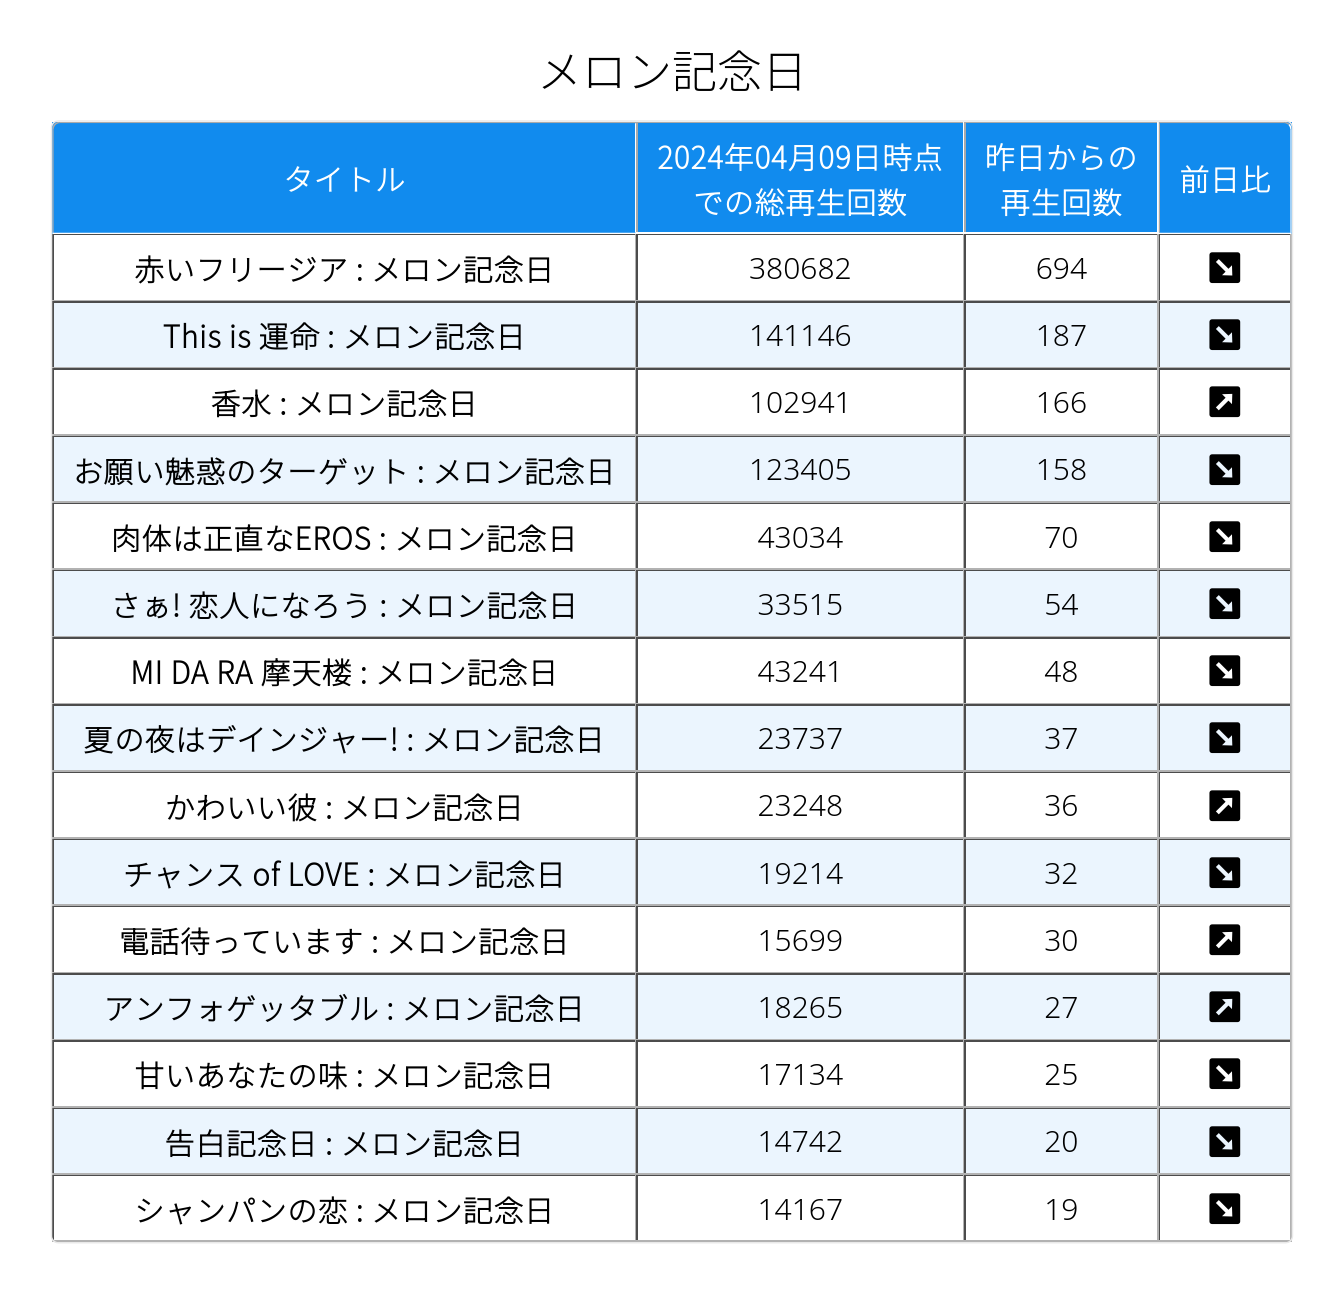 メロン記念日
タイトル 2024年04月09日時点での総再生回数 昨日からの再生回数 前日比
赤いフリージア : メロン記念日 380682 694 ↘
This is 運命 : メロン記念日 141146 187 ↘
香水 : メロン記念日 102941 166 ↗
お願い魅惑のターゲット : メロン記念日 123405 158 ↘
肉体は正直なEROS : メロン記念日 43034 70 ↘
さぁ! 恋人になろう : メロン記念日 33515 54 ↘
MI DA RA 摩天楼 : メロン記念日 43241 48 ↘
夏の夜はデインジャー! : メロン記念日 23737 37 ↘
かわいい彼 : メロン記念日 23248 36 ↗
チャンス of LOVE : メロン記念日 19214 32 ↘
電話待っています : メロン記念日 15699 30 ↗
アンフォゲッタブル : メロン記念日 18265 27 ↗
甘いあなたの味 : メロン記念日 17134 25 ↘
告白記念日 : メロン記念日 14742 20 ↘
シャンパンの恋 : メロン記念日 14167 19 ↘